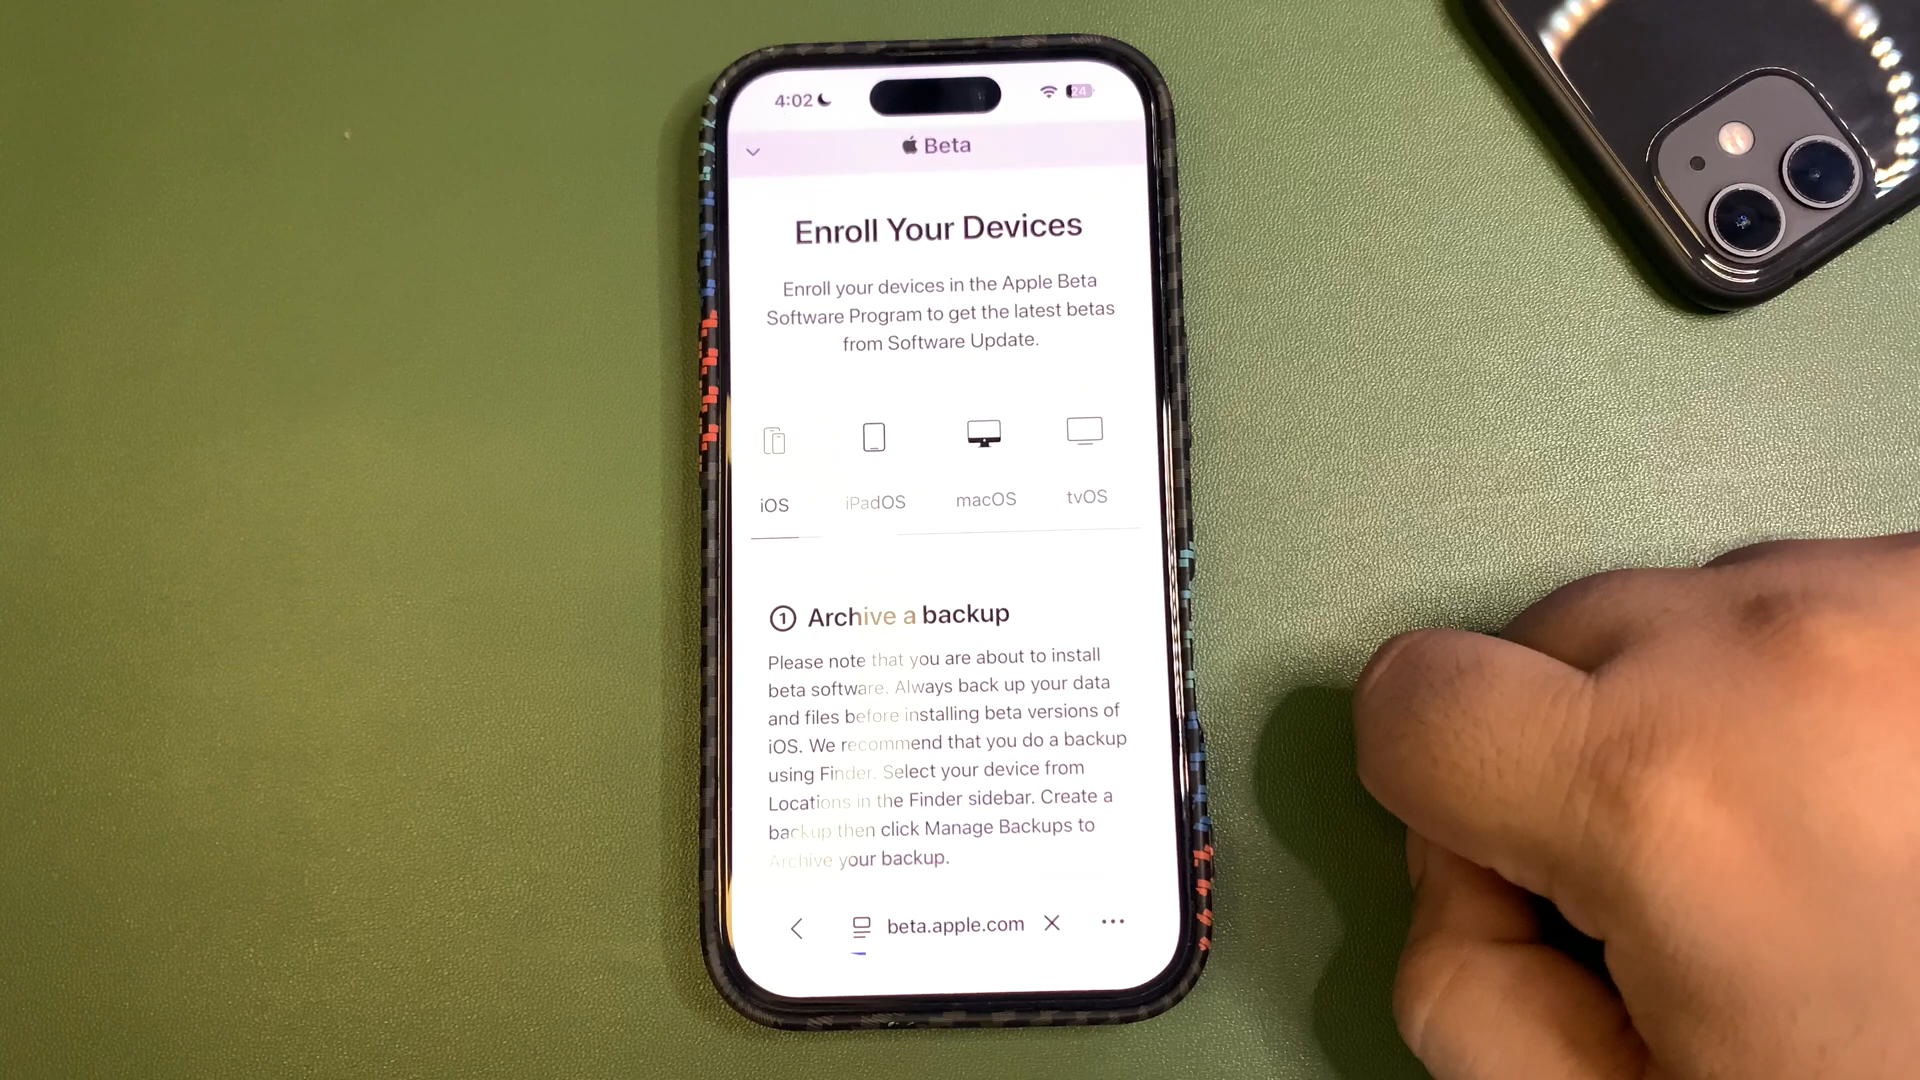 4:02
24
Beta
Enroll Your Devices
Enroll your devices in the Apple Beta
Software Program to get the latest betas
from Software Update.
iOS iPadOS macOS tvOS
1 Archive a backup
Please note that you are about to install
beta software. Always back up your data
and files before installing beta versions of
iOS. We recommend that you do a backup
using Finder. Select your device from
Locations in the Finder sidebar. Create a
backup then click Manage Backups to
Archive your backup.
beta.apple.com